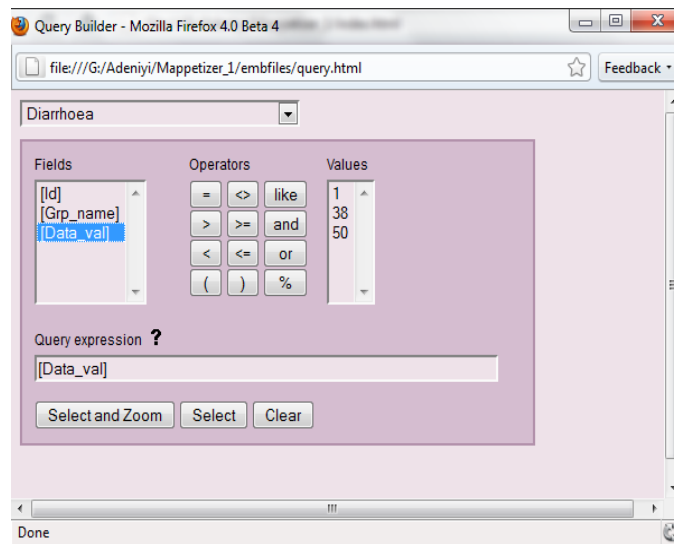 Query Builder - Mozilla Firefox 4.0 Beta 4
file:///G:/Adeniyi/Mappetizer_1/embfiles/query.html
Feedback
Diarrhoea
Fields Operators Values
[Id] = <> like 1
[Grp_name] > >= and 38
[Data_val] < <= or 50
( ) %
Query expression ?
[Data_val]
Select and Zoom Select Clear
Done